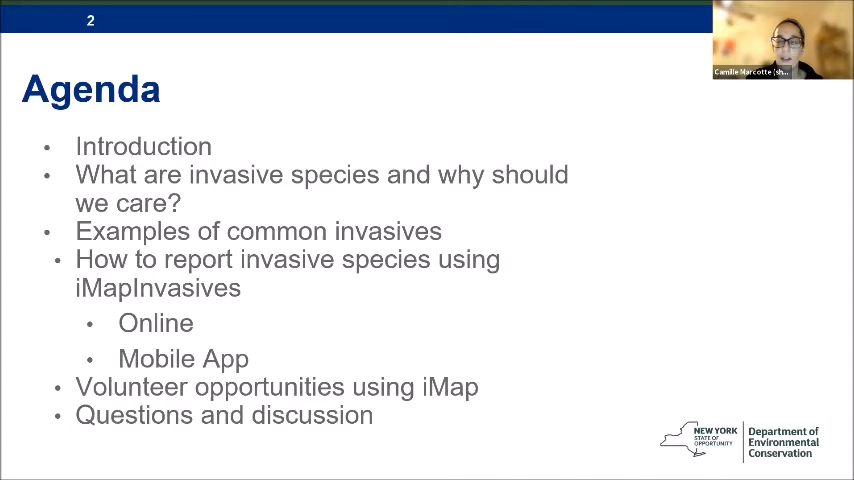 2
Camille Marcotte (sh...
Agenda
• Introduction
• What are invasive species and why should
we care?
• Examples of common invasives
• How to report invasive species using
iMapInvasives
• Online
• Mobile App
• Volunteer opportunities using iMap
• Questions and discussion
NEW YORK
STATE OF
OPPORTUNITY
Department of
Environmental
Conservation